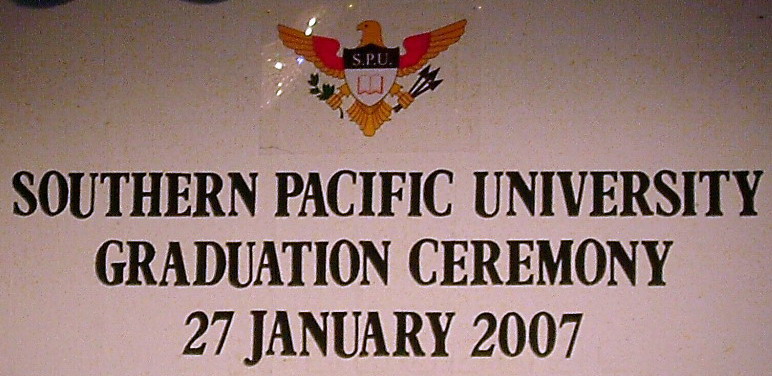 S.P.U.
SOUTHERN PACIFIC UNIVERSITY
GRADUATION CEREMONY
27 JANUARY 2007